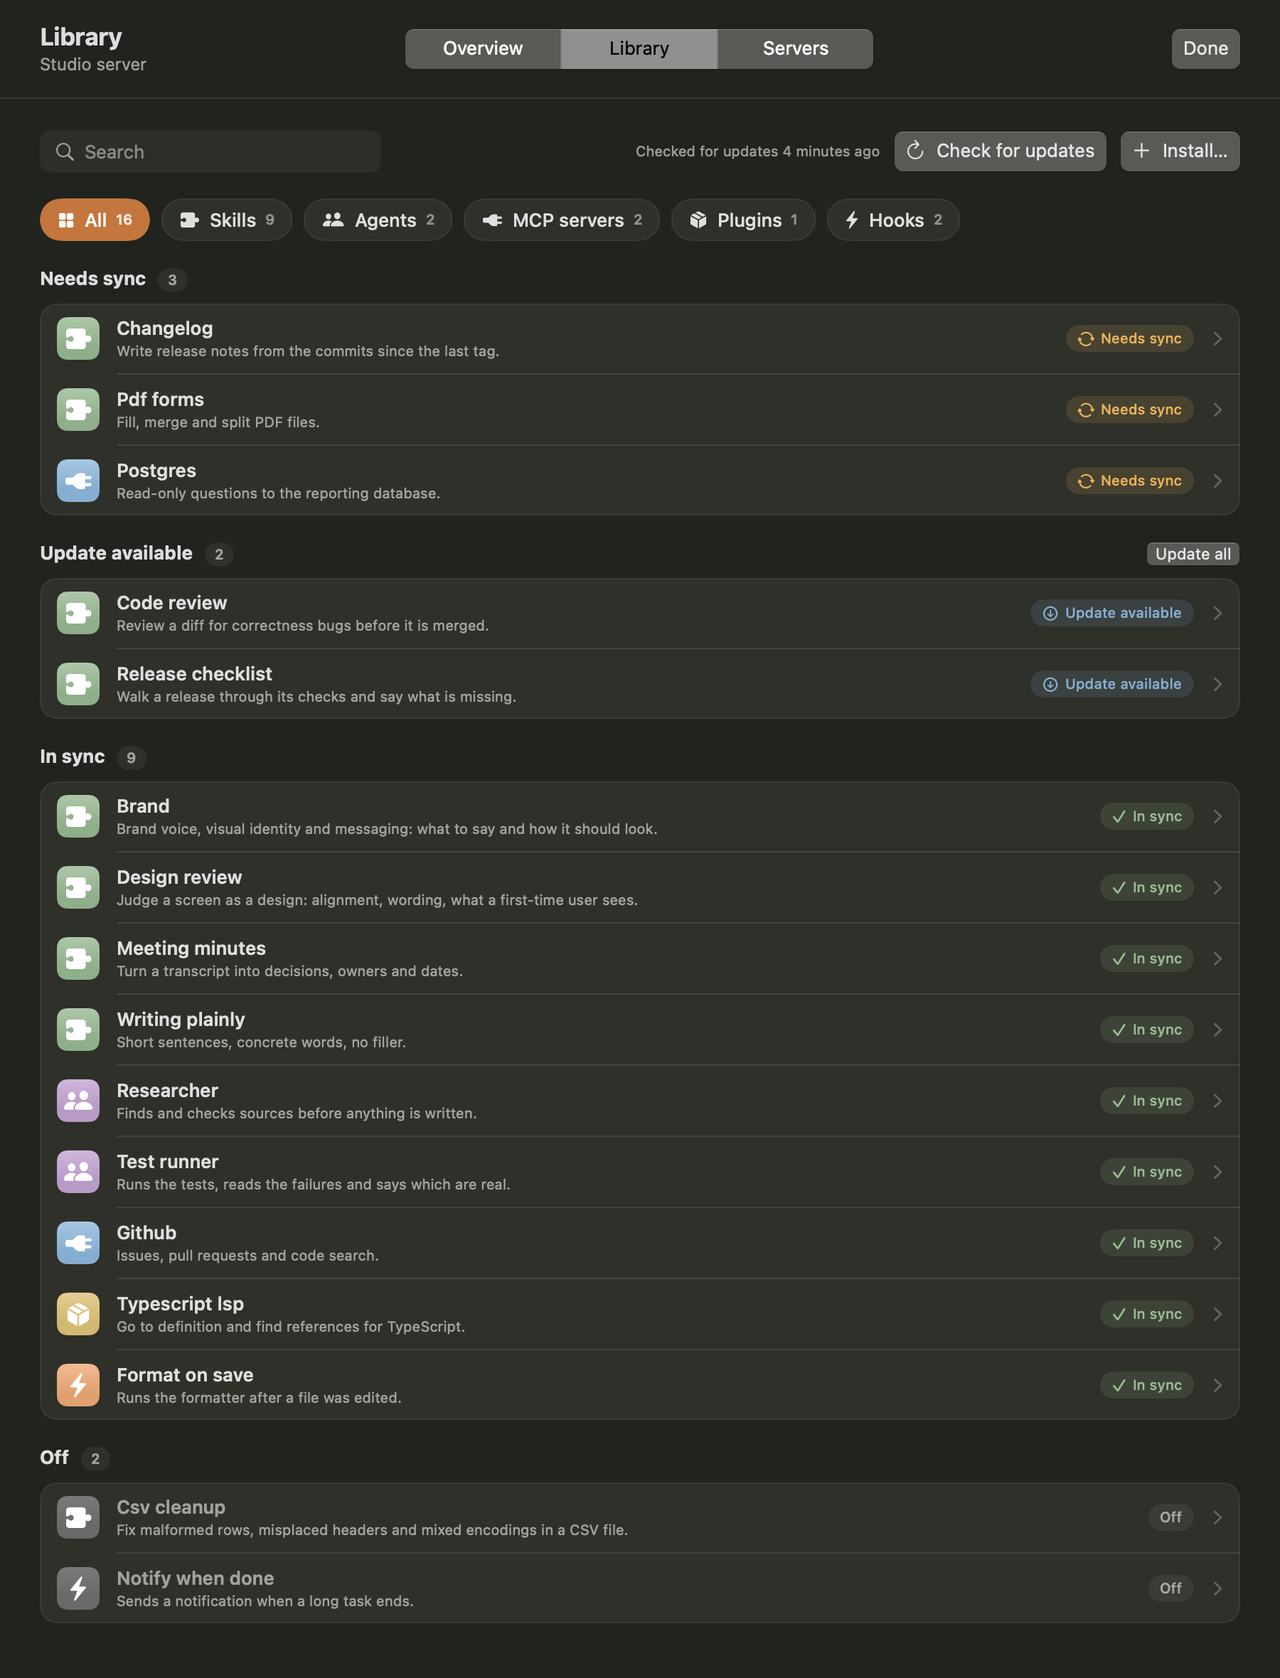 Library
Studio server
Overview
Library
Servers
Done
Search
Checked for updates 4 minutes ago
Check for updates
Install...
All 16
Skills 9
Agents 2
MCP servers 2
Plugins 1
Hooks 2
Needs sync 3
Changelog
Write release notes from the commits since the last tag.
Needs sync
Pdf forms
Fill, merge and split PDF files.
Needs sync
Postgres
Read-only questions to the reporting database.
Needs sync
Update available 2
Update all
Code review
Review a diff for correctness bugs before it is merged.
Update available
Release checklist
Walk a release through its checks and say what is missing.
Update available
In sync 9
Brand
Brand voice, visual identity and messaging: what to say and how it should look.
In sync
Design review
Judge a screen as a design: alignment, wording, what a first-time user sees.
In sync
Meeting minutes
Turn a transcript into decisions, owners and dates.
In sync
Writing plainly
Short sentences, concrete words, no filler.
In sync
Researcher
Finds and checks sources before anything is written.
In sync
Test runner
Runs the tests, reads the failures and says which are real.
In sync
Github
Issues, pull requests and code search.
In sync
Typescript lsp
Go to definition and find references for TypeScript.
In sync
Format on save
Runs the formatter after a file was edited.
In sync
Off 2
Csv cleanup
Fix malformed rows, misplaced headers and mixed encodings in a CSV file.
Off
Notify when done
Sends a notification when a long task ends.
Off